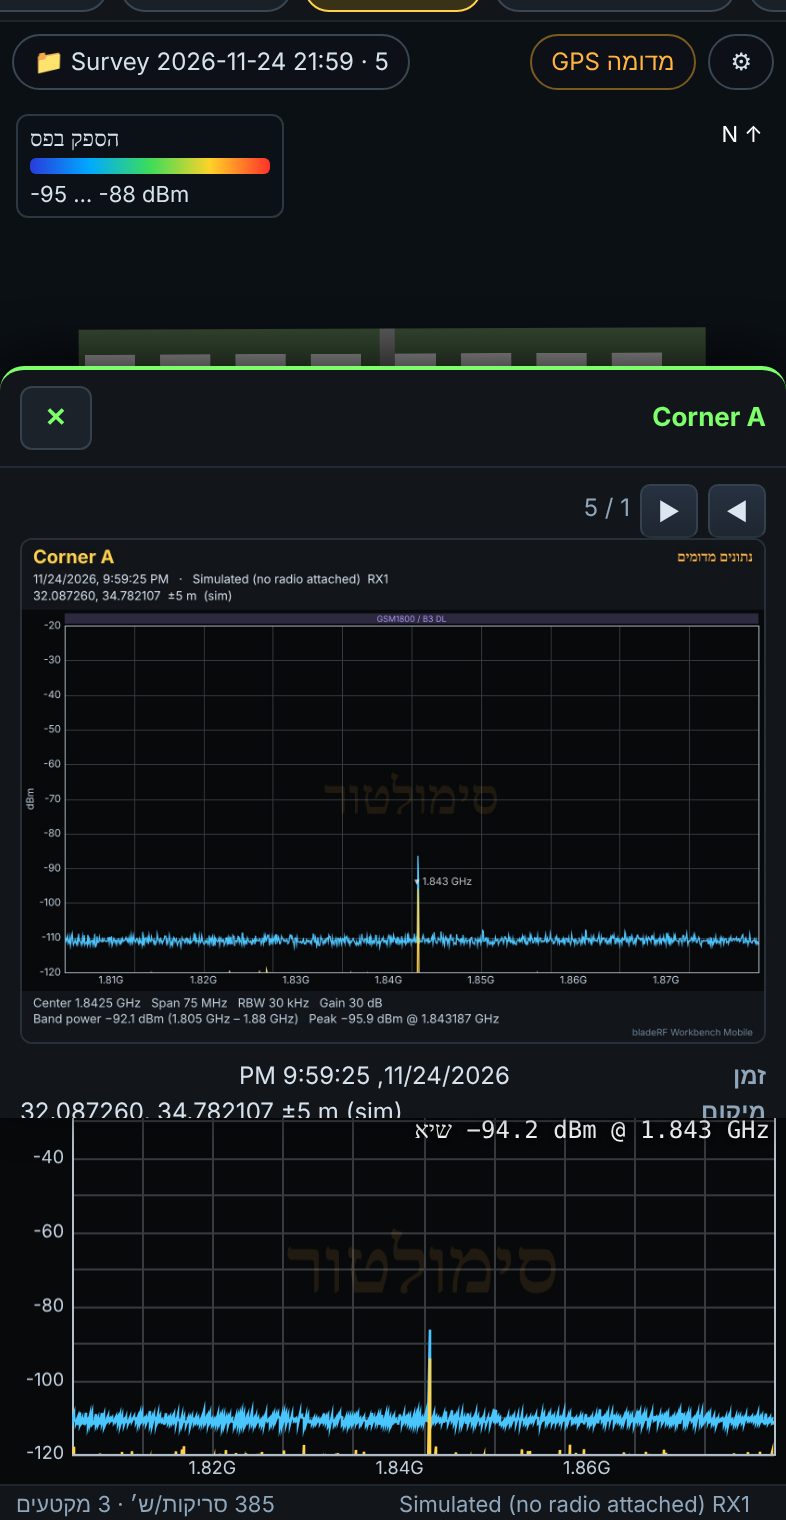 📁 Survey 2026-11-24 21:59 · 5
GPS מדומה
⚙
הספק בפס
-95 … -88 dBm
N ↑
✕
Corner A
5 / 1
▶
◀
Corner A
נתונים מדומים
11/24/2026, 9:59:25 PM · Simulated (no radio attached) RX1
32.087260, 34.782107 ±5 m (sim)
GSM1800 / B3 DL
-20
-30
-40
-50
-60
-70
-80
-90
-100
-110
-120
dBm
סימולטור
1.843 GHz
1.81G 1.82G 1.83G 1.84G 1.85G 1.86G 1.87G
Center 1.8425 GHz Span 75 MHz RBW 30 kHz Gain 30 dB
Band power −92.1 dBm (1.805 GHz – 1.88 GHz) Peak −95.9 dBm @ 1.843187 GHz
bladeRF Workbench Mobile
زمן
11/24/2026, 9:59:25 PM
מיקום
32.087260, 34.782107 ±5 m (sim)
שיא −94.2 dBm @ 1.843 GHz
-40
-60
-80
-100
-120
סימולטור
1.82G 1.84G 1.86G
385 סריקות/ש׳ · 3 מקטעים
Simulated (no radio attached) RX1